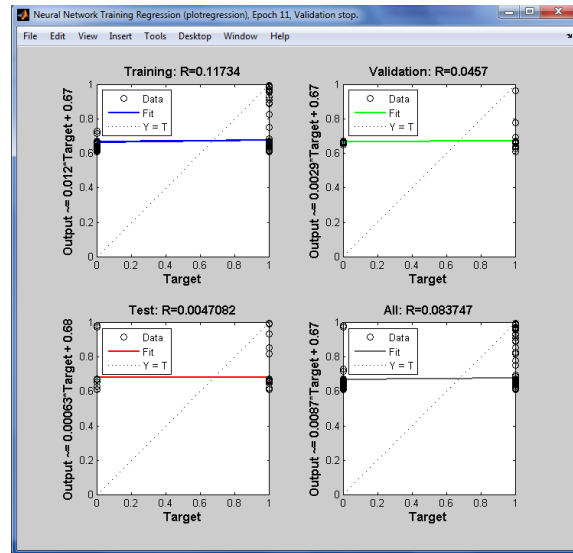 Neural Network Training Regression (plotregression), Epoch 11, Validation stop.
File Edit View Insert Tools Desktop Window Help
Training: R=0.11734
Output ~= 0.012*Target + 0.67
1
0.8
0.6
0.4
0.2
0
Data
Fit
Y = T
0 0.2 0.4 0.6 0.8 1
Target
Validation: R=0.0457
Output ~= 0.0029*Target + 0.67
1
0.8
0.6
0.4
0.2
0
Data
Fit
Y = T
0 0.2 0.4 0.6 0.8 1
Target
Test: R=0.0047082
Output ~= 0.00063*Target + 0.68
1
0.8
0.6
0.4
0.2
0
Data
Fit
Y = T
0 0.2 0.4 0.6 0.8 1
Target
All: R=0.083747
Output ~= 0.0087*Target + 0.67
1
0.8
0.6
0.4
0.2
0
Data
Fit
Y = T
0 0.2 0.4 0.6 0.8 1
Target